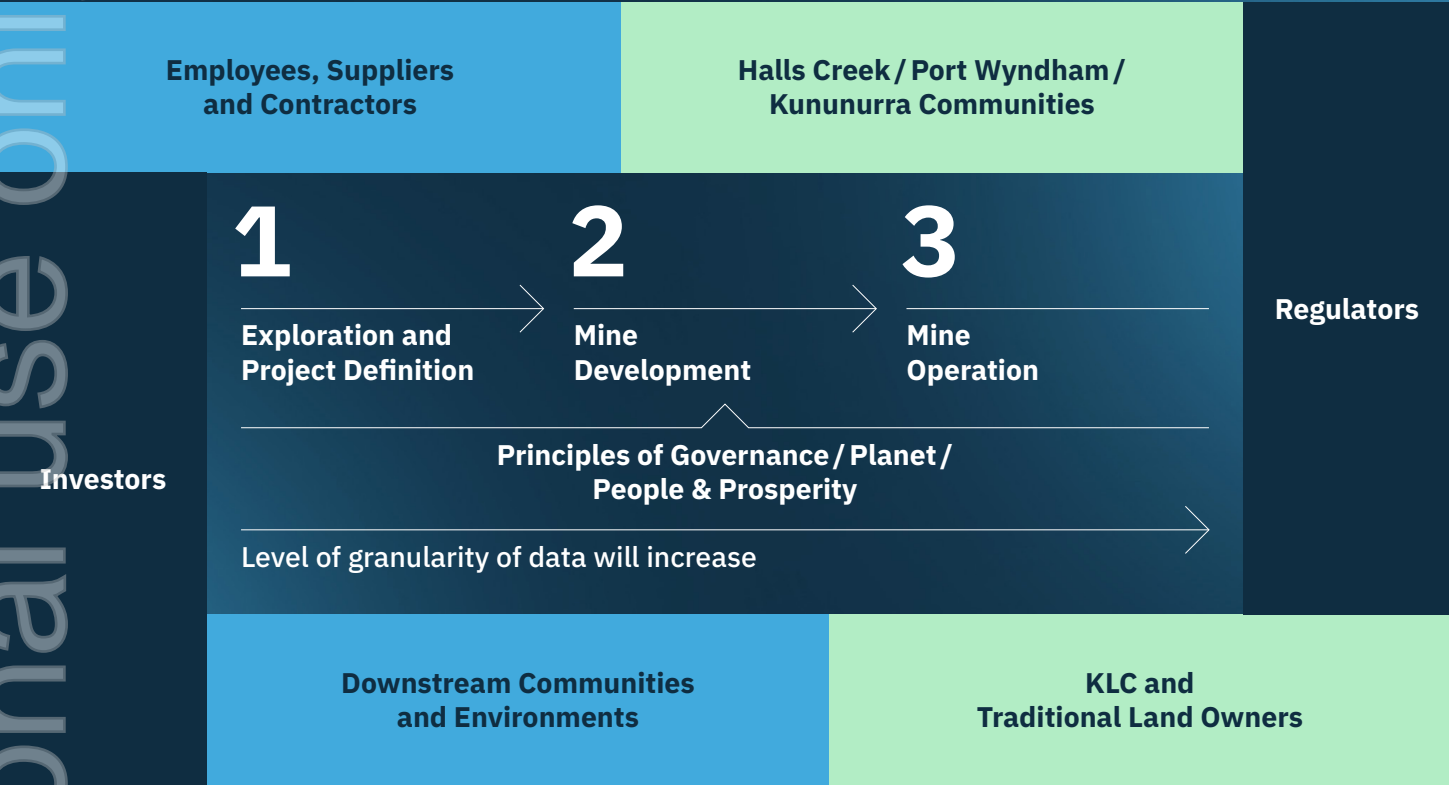 Employees, Suppliers
and Contractors
Halls Creek / Port Wyndham /
Kununurra Communities
Regulators
Investors
1
Exploration and
Project Definition
2
Mine
Development
3
Mine
Operation
Principles of Governance / Planet /
People & Prosperity
Level of granularity of data will increase
Downstream Communities
and Environments
KLC and
Traditional Land Owners
use